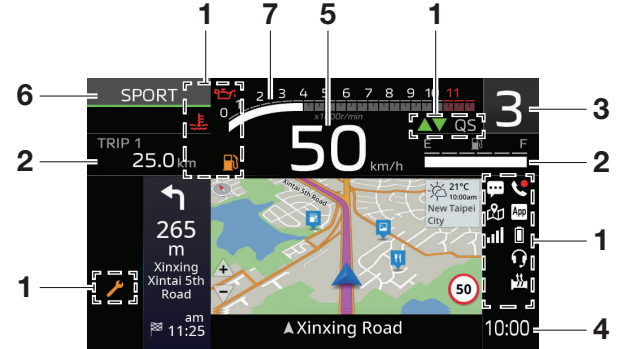 1
7
5
1
6
SPORT
0
1
2
3
4
5
6
7
8
9
10
11
x1000r/min
3
3
QS
50
km/h
E
F
2
TRIP 1
25.0 km
2
265
m
Xinxing
Xintai 5th
Road
am
11:25
Xintai 5th Road
21°C
10:00am
New Taipei
City
App
1
1
+
−
50
Xinxing Road
10:00
4